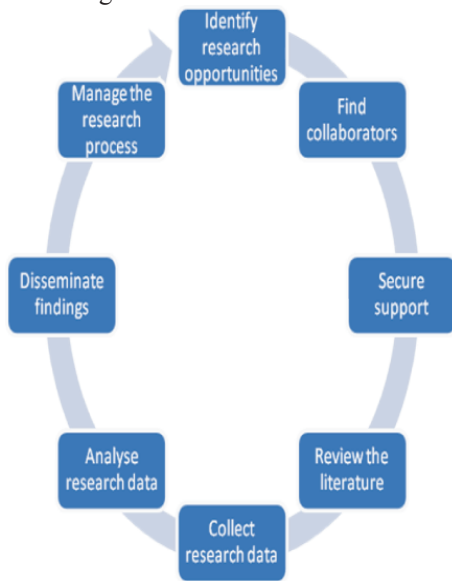 Identify
research
opportunities
Find
collaborators
Secure
support
Review the
literature
Collect
research data
Analyse
research data
Disseminate
findings
Manage the
research
process